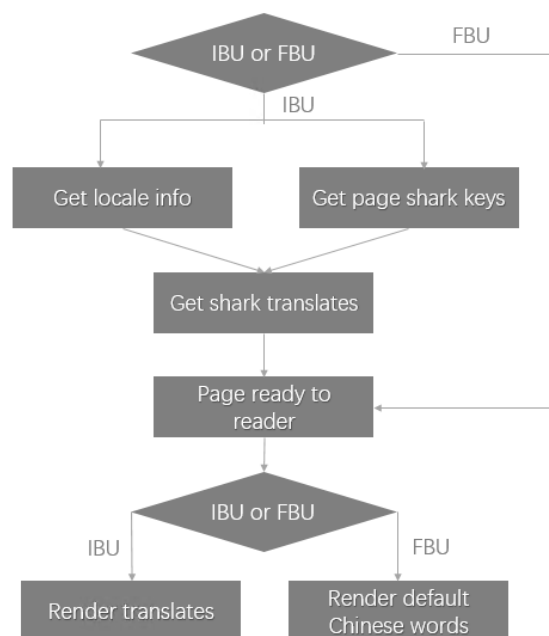 IBU or FBU
FBU
IBU
Get locale info
Get page shark keys
Get shark translates
Page ready to
reader
IBU or FBU
IBU
FBU
Render translates
Render default
Chinese words